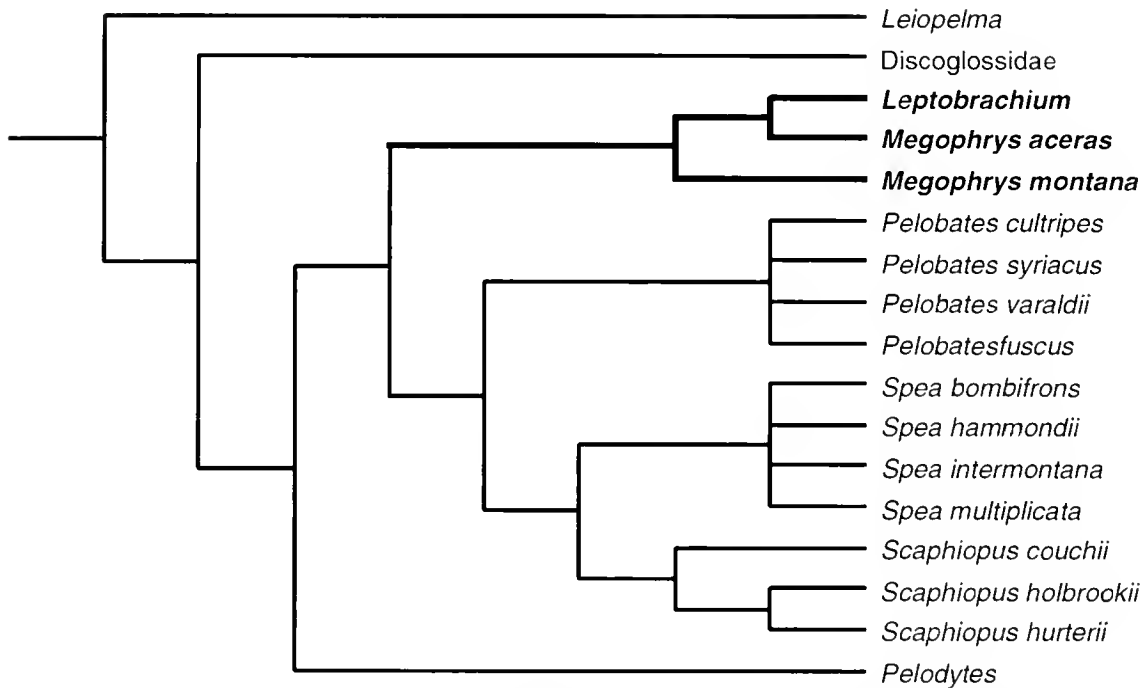 Leiopelma
Discoglossidae
Leptobrachium
Megophrys aceras
Megophrys montana
Pelobates cultripes
Pelobates syriacus
Pelobates varaldii
Pelobatesfuscus
Spea bombifrons
Spea hammondii
Spea intermontana
Spea multiplicata
Scaphiopus couchii
Scaphiopus holbrookii
Scaphiopus hurterii
Pelodytes